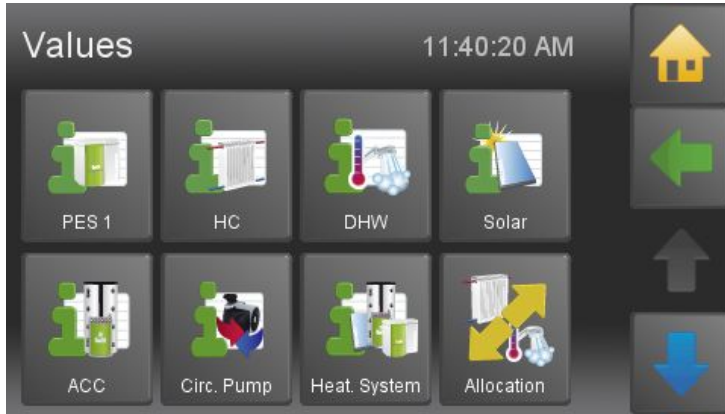 Values
11:40:20 AM
PES 1
HC
DHW
Solar
ACC
Circ. Pump
Heat. System
Allocation